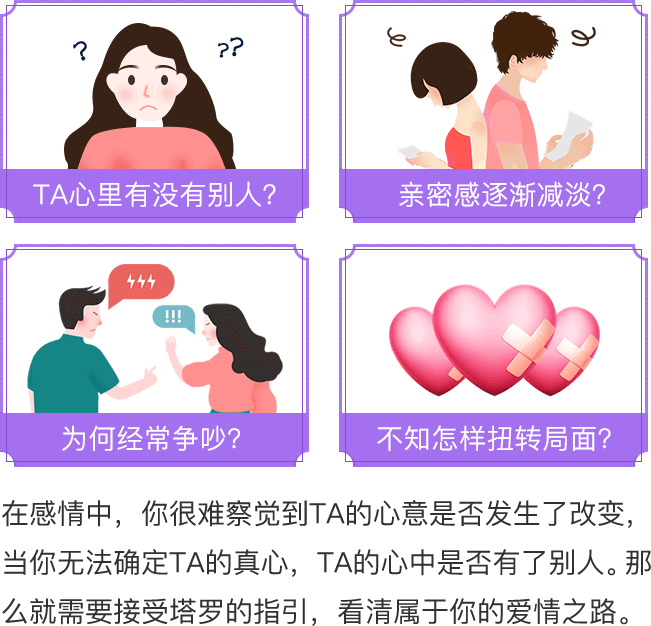 ??
TA心里有没有别人？
亲密感逐渐减淡？
!!!
为何经常争吵？
不知怎样扭转局面？
在感情中，你很难察觉到TA的心意是否发生了改变，
当你无法确定TA的真心，TA的心中是否有了别人。那
么就需要接受塔罗的指引，看清属于你的爱情之路。